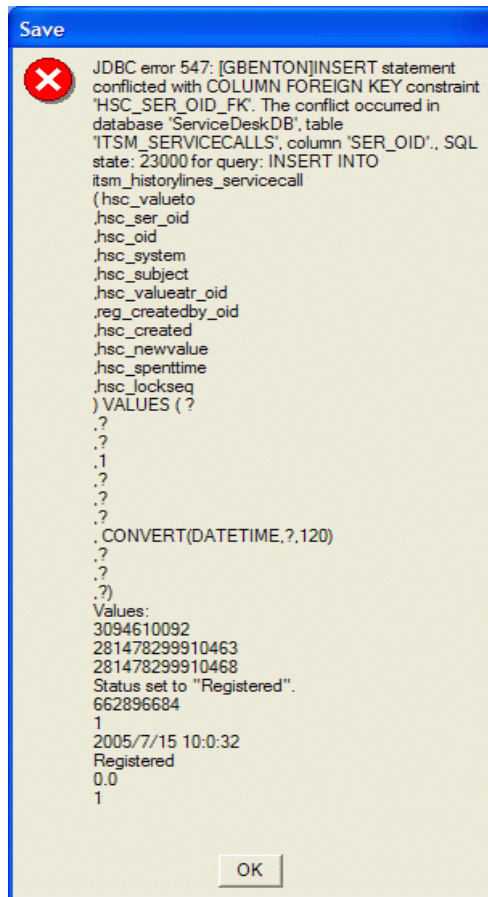 Save
JDBC error 547: [GBENTON]INSERT statement
conflicted with COLUMN FOREIGN KEY constraint
'HSC_SER_OID_FK'. The conflict occurred in
database 'ServiceDeskDB', table
'ITSM_SERVICECALLS', column 'SER_OID'., SQL
state: 23000 for query: INSERT INTO
itsm_historylines_servicecall
( hsc_valueto
,hsc_ser_oid
,hsc_oid
,hsc_system
,hsc_subject
,hsc_valueatr_oid
,reg_createdby_oid
,hsc_created
,hsc_newvalue
,hsc_spenttime
,hsc_lockseq
) VALUES ( ?
,?
,?
,1
,?
,?
,?
, CONVERT(DATETIME,?,120)
,?
,?
,?)
Values:
3094610092
281478299910463
281478299910468
Status set to "Registered".
662896684
1
2005/7/15 10:0:32
Registered
0.0
1
OK